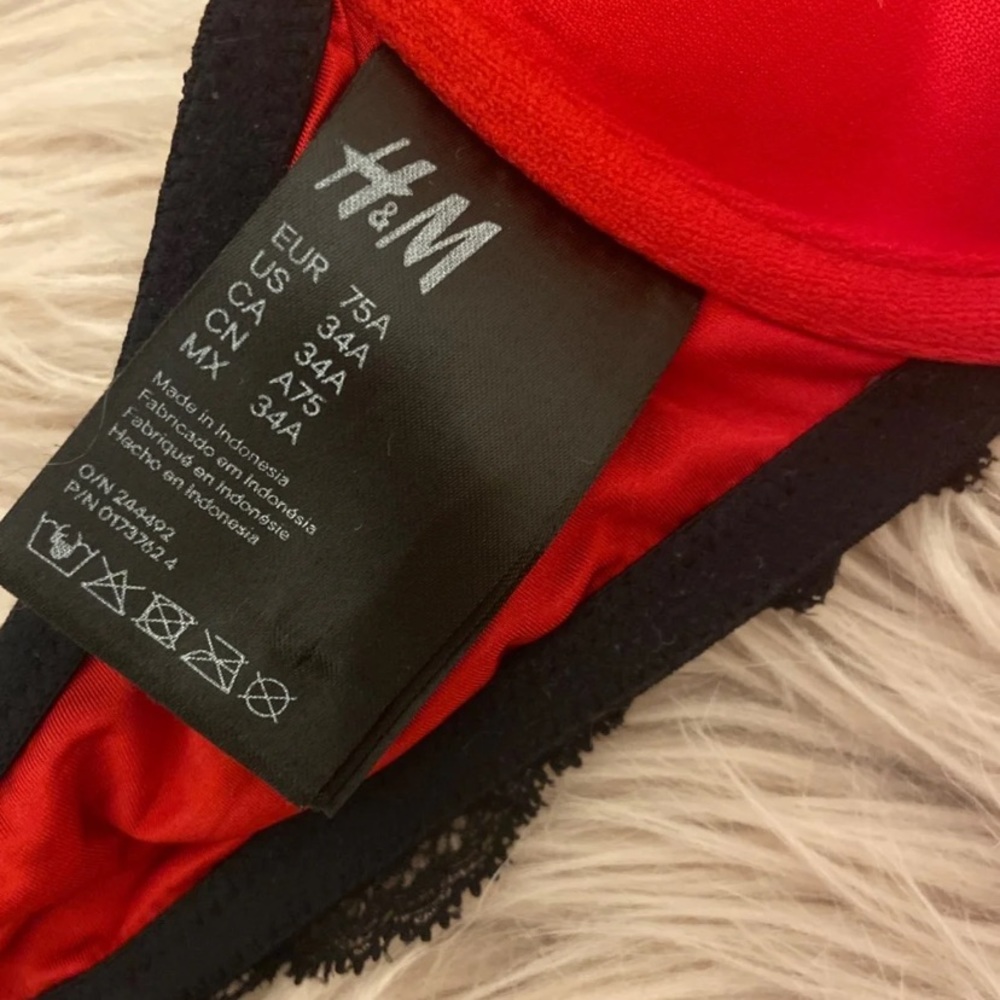 H&M
EUR 75A
US 34A
CA 34A
CN A75
MX 34A
Made in Indonesia
Fabricado em Indonésia
Fabriqué en Indonésie
Hecho en Indonesia
O/N 244492
P/N 0173762.4